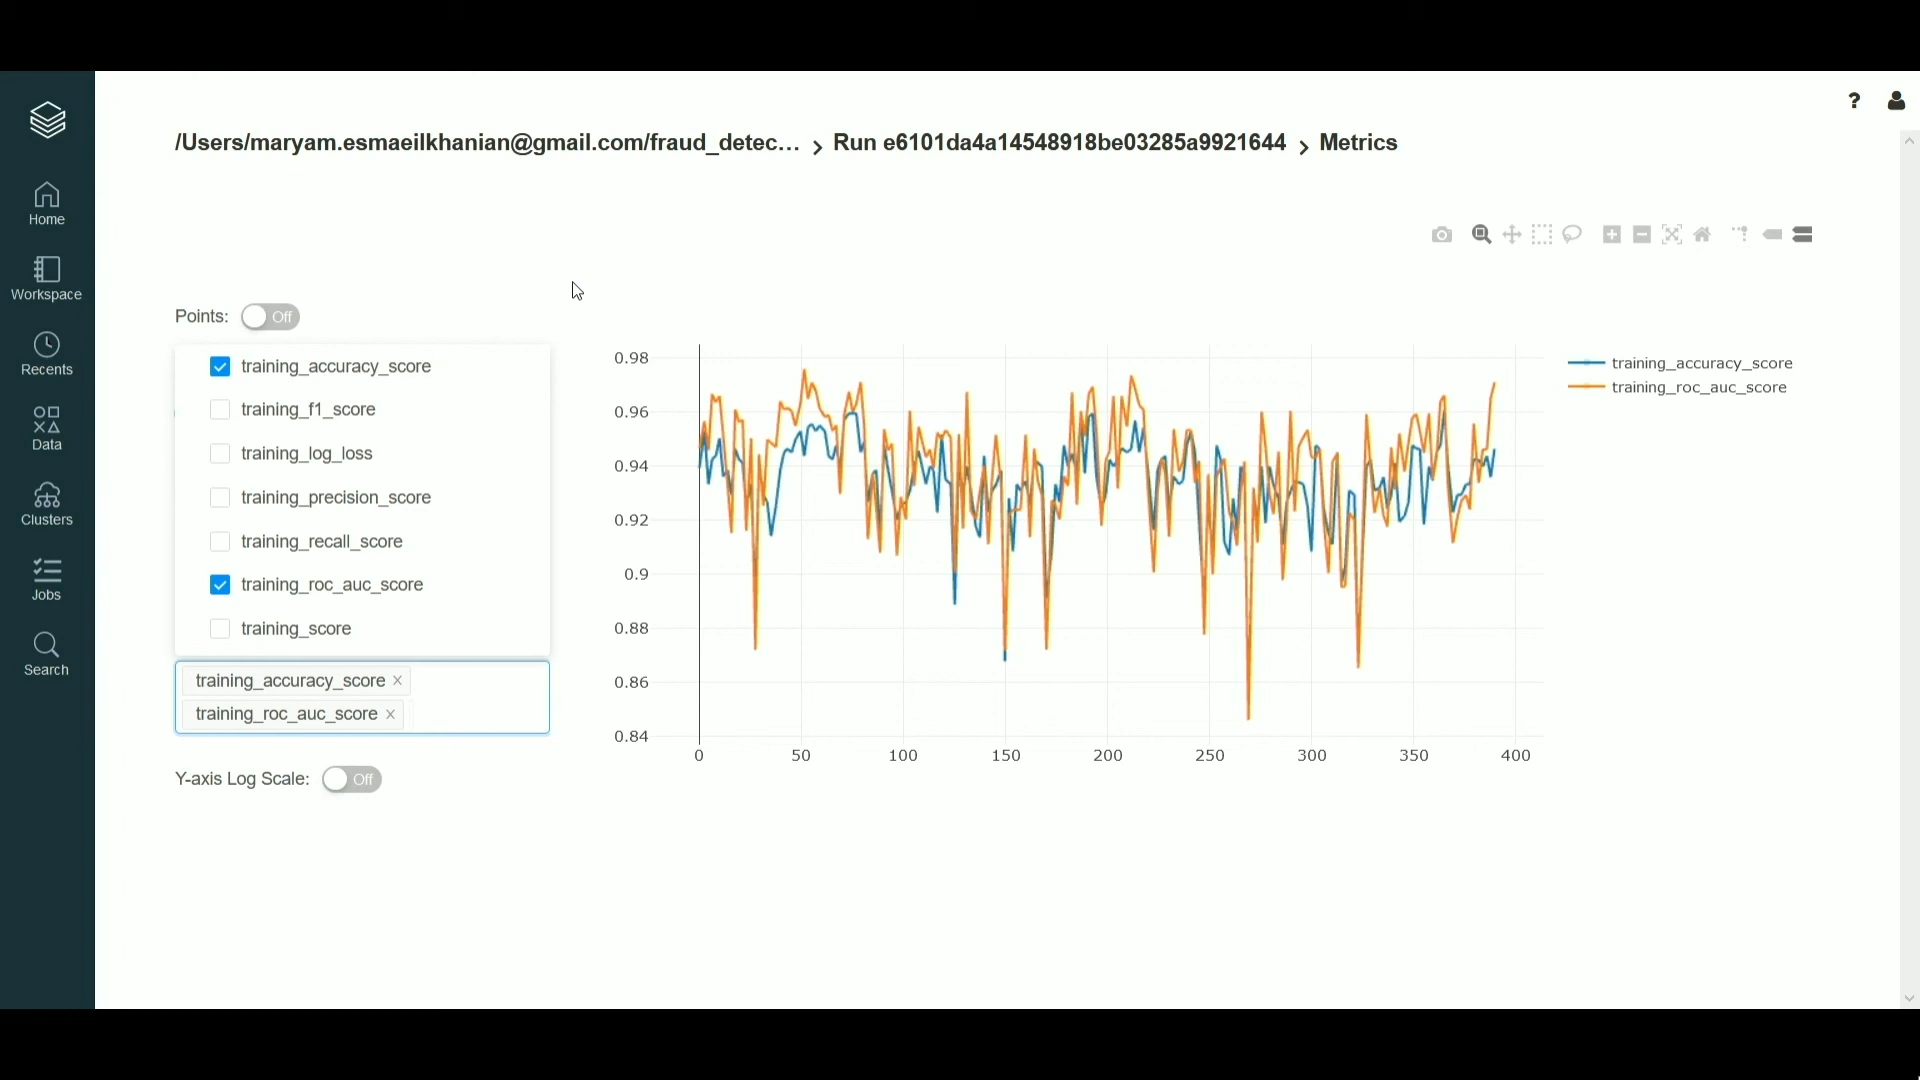 ?
/Users/maryam.esmaeilkhanian@gmail.com/fraud_detec... > Run e6101da4a14548918be03285a9921644 > Metrics
Home
Workspace
Recents
Data
Clusters
Jobs
Search
Points: Off
training_accuracy_score
training_f1_score
training_log_loss
training_precision_score
training_recall_score
training_roc_auc_score
training_score
training_accuracy_score ×
training_roc_auc_score ×
Y-axis Log Scale: Off
0.98
0.96
0.94
0.92
0.9
0.88
0.86
0.84
0 50 100 150 200 250 300 350 400
training_accuracy_score
training_roc_auc_score